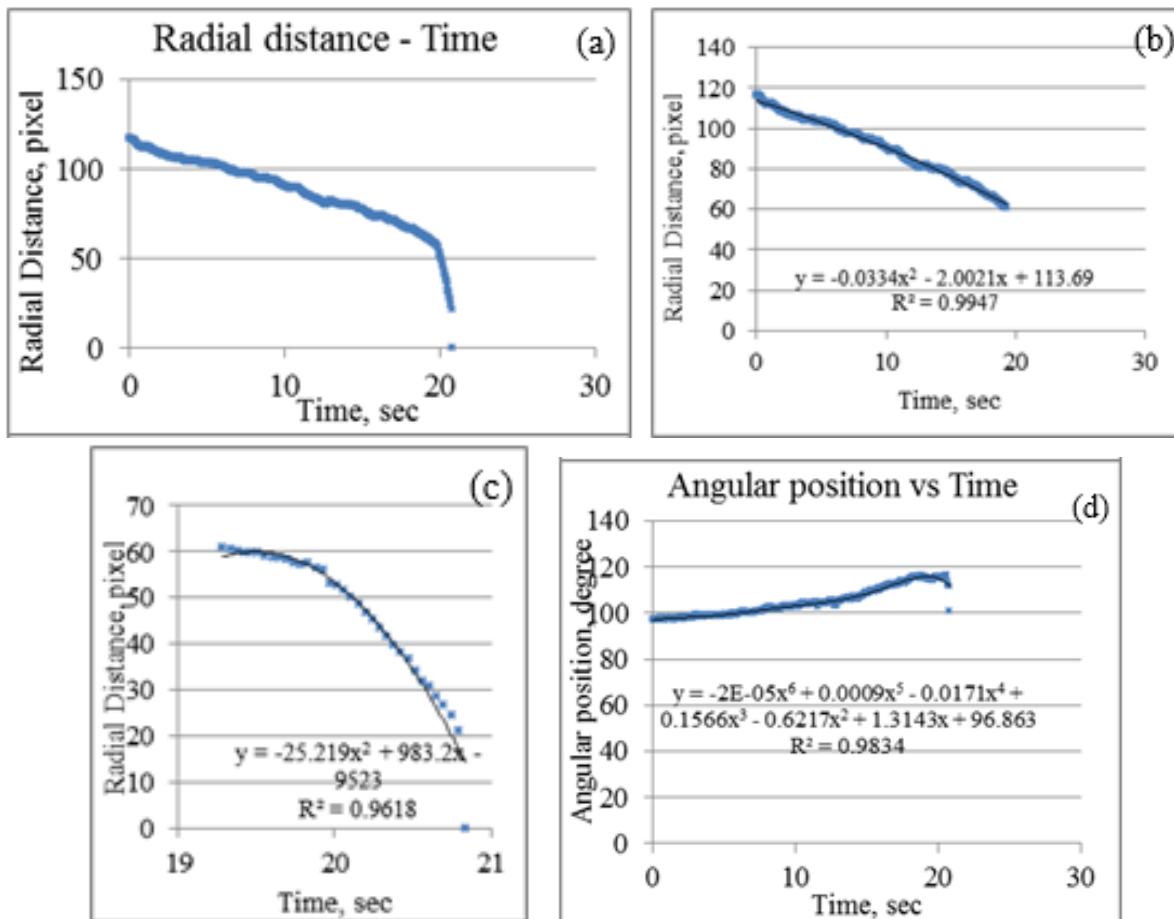 Radial distance - Time
(a)
Radial Distance, pixel
150
100
50
0
0 10 20 30
Time, sec
(b)
Radial Distance, pixel
140
120
100
80
60
40
20
0
y = -0.0334x² - 2.0021x + 113.69
R² = 0.9947
0 10 20 30
Time, sec
(c)
Radial Distance, pixel
70
60
50
40
30
20
10
0
y = -25.219x² + 983.2x -
9523
R² = 0.9618
19 20 21
Time, sec
Angular position vs Time
(d)
Angular position, degree
140
120
100
80
60
40
20
0
y = -2E-05x⁶ + 0.0009x⁵ - 0.0171x⁴ +
0.1566x³ - 0.6217x² + 1.3143x + 96.863
R² = 0.9834
0 10 20 30
Time, sec